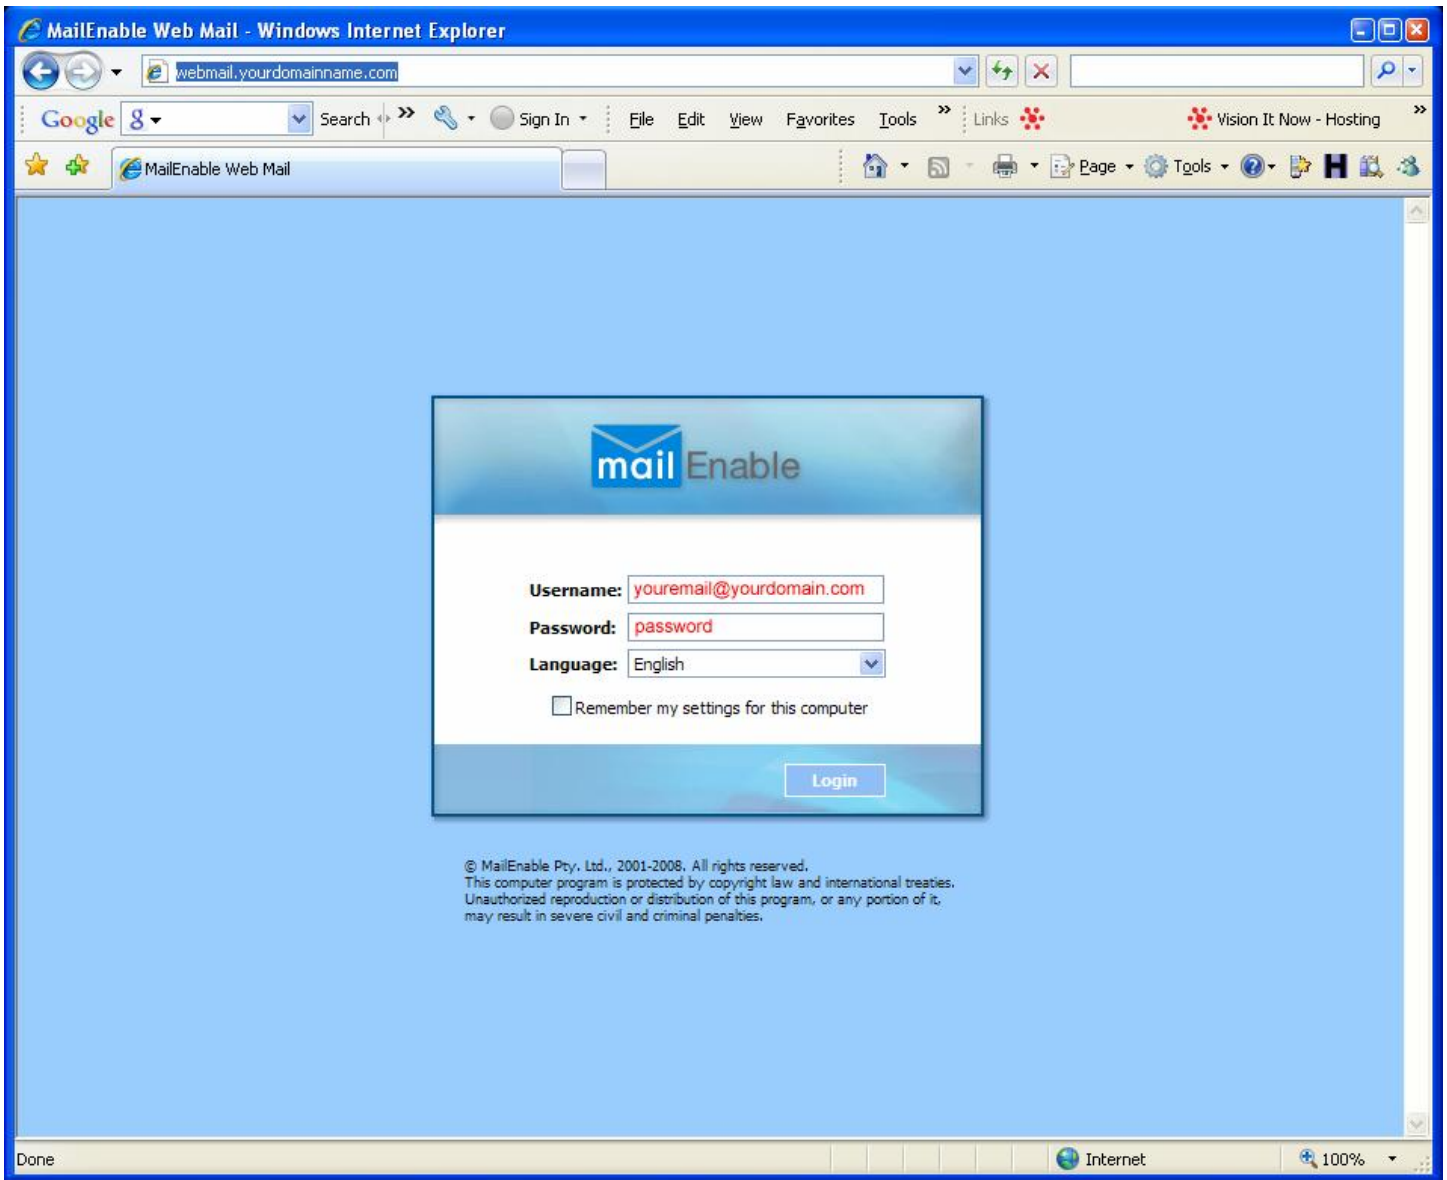 MailEnable Web Mail - Windows Internet Explorer
webmail.yourdomainname.com
Google Search Sign In File Edit View Favorites Tools Links Vision It Now - Hosting
MailEnable Web Mail Page Tools
mail Enable
Username: youremail@yourdomain.com
Password: password
Language: English
Remember my settings for this computer
Login
© MailEnable Pty. Ltd., 2001-2008. All rights reserved.
This computer program is protected by copyright law and international treaties.
Unauthorized reproduction or distribution of this program, or any portion of it,
may result in severe civil and criminal penalties.
Done Internet 100%